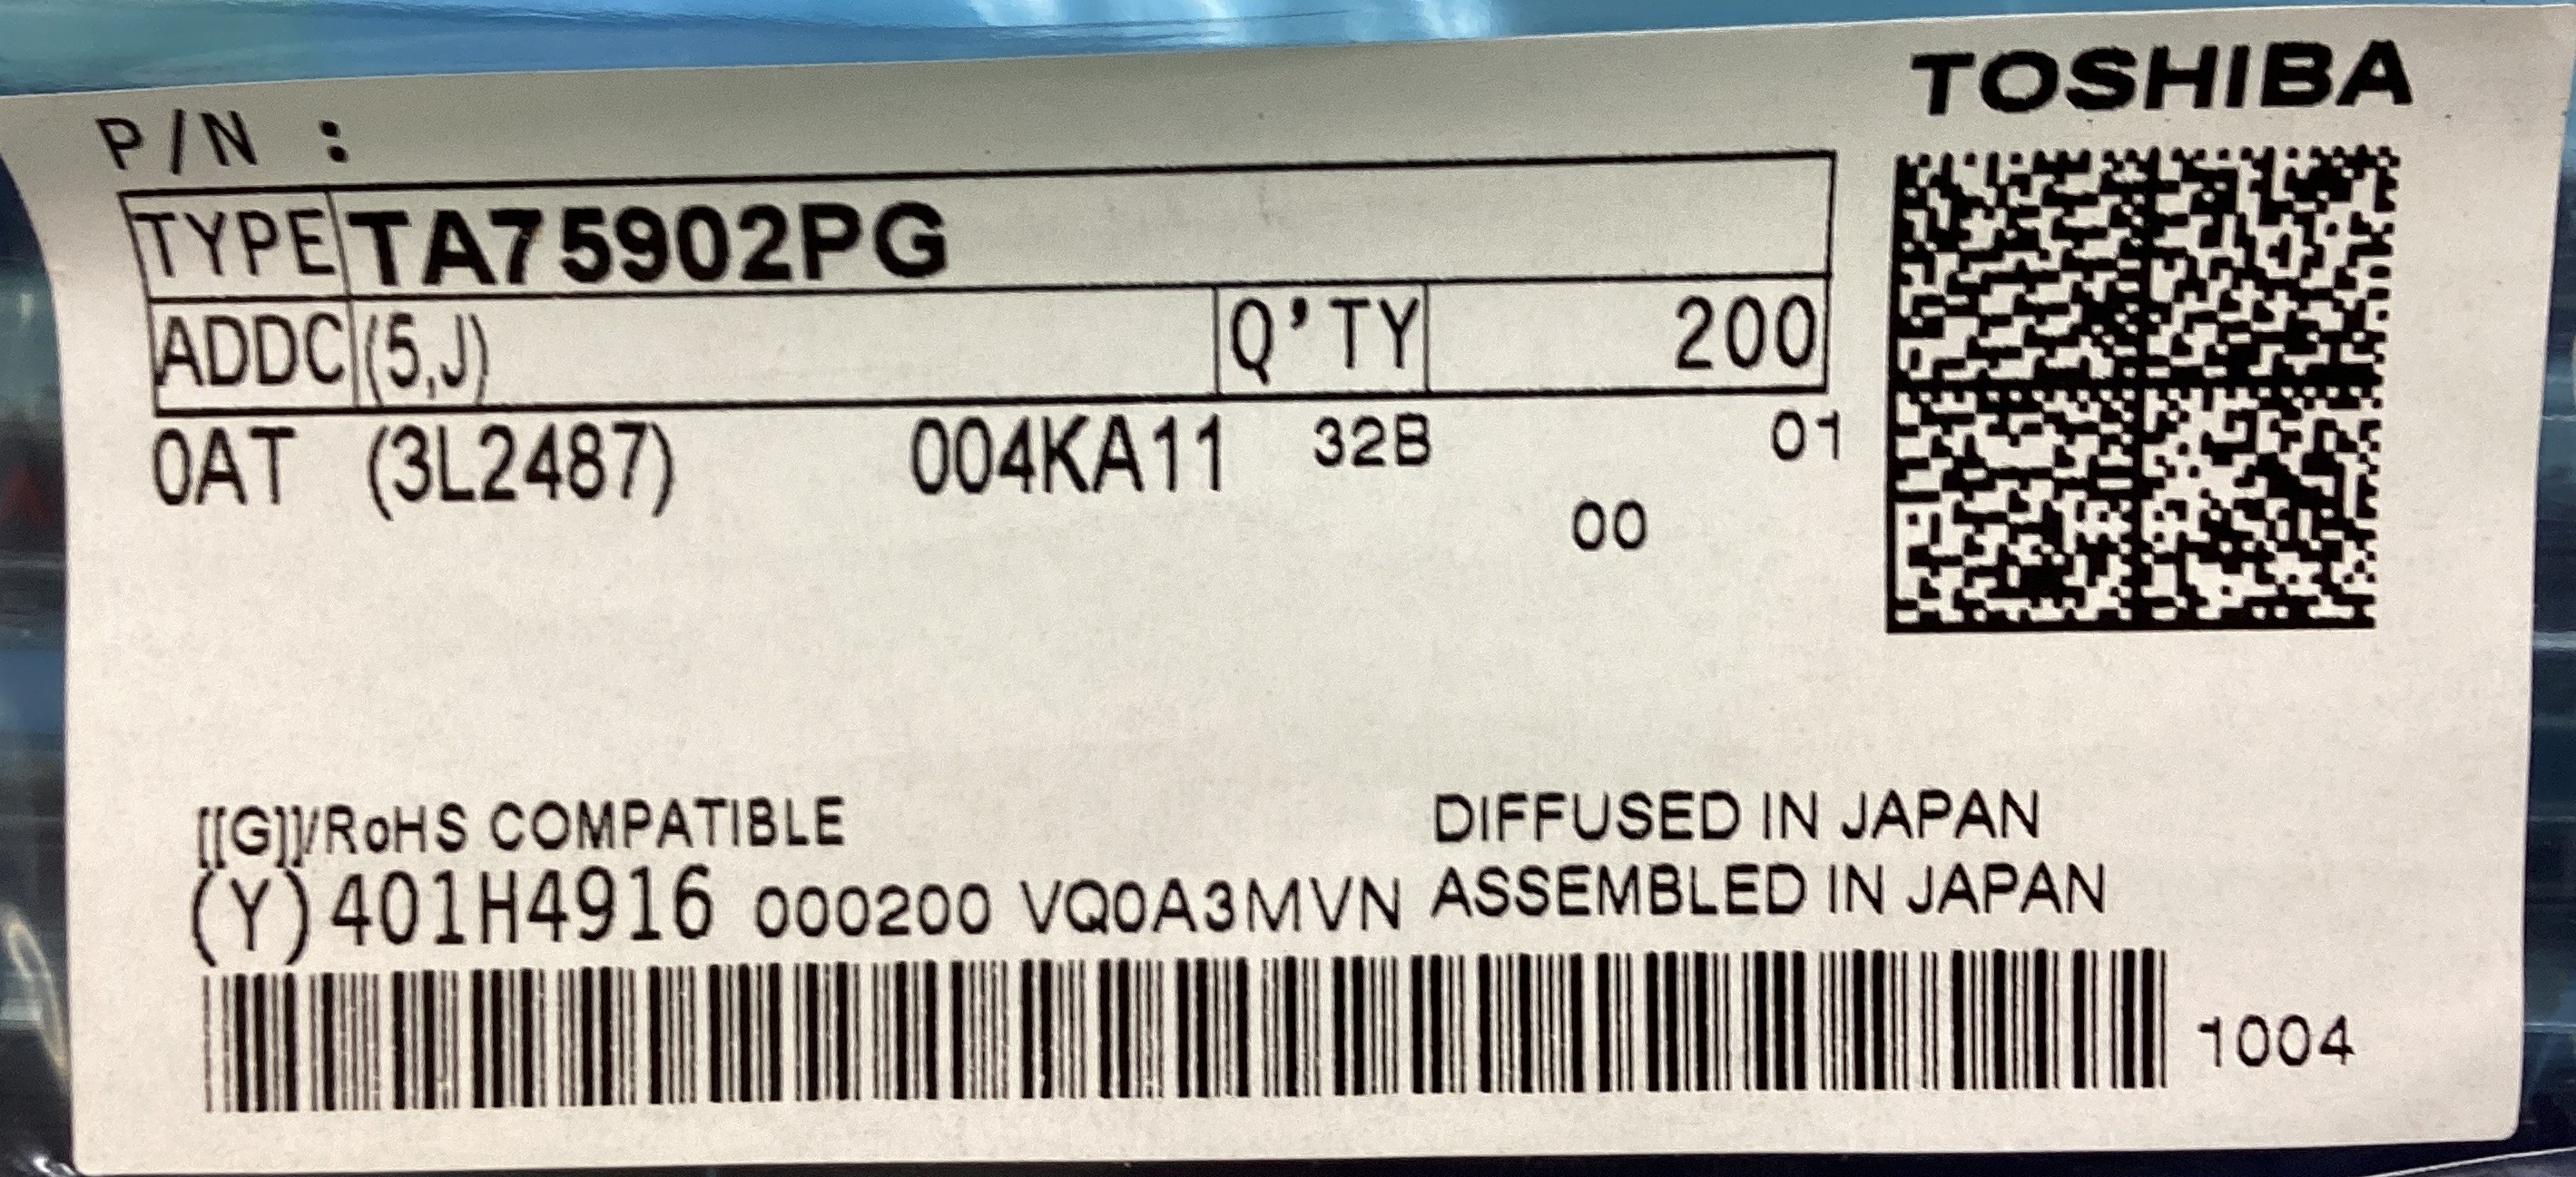 TOSHIBA
P/N :
TYPE TA75902PG
ADDC (5,J) Q'TY 200
0AT (3L2487) 004KA11 32B 01
00
[[G]]/RoHS COMPATIBLE DIFFUSED IN JAPAN
(Y)401H4916 000200 VQ0A3MVN ASSEMBLED IN JAPAN
1004